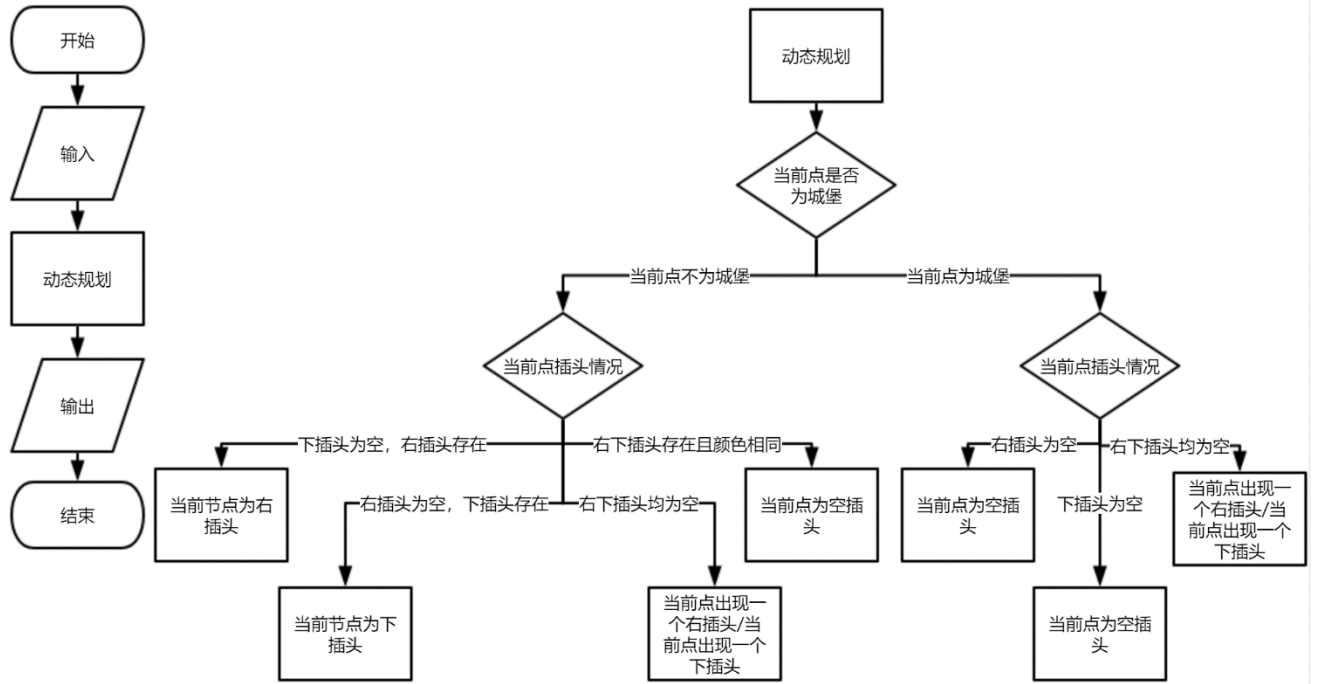 开始
输入
动态规划
输出
结束
动态规划
当前点是否
为城堡
当前点不为城堡
当前点为城堡
当前点插头情况
当前点插头情况
下插头为空，右插头存在
右下插头存在且颜色相同
右插头为空，下插头存在
右下插头均为空
当前节点为右
插头
当前节点为下
插头
当前点出现一
个右插头/当
前点出现一个
下插头
当前点为空插
头
右插头为空
右下插头均为空
下插头为空
当前点为空插
头
当前点为空插
头
当前点出现一
个右插头/当
前点出现一个
下插头